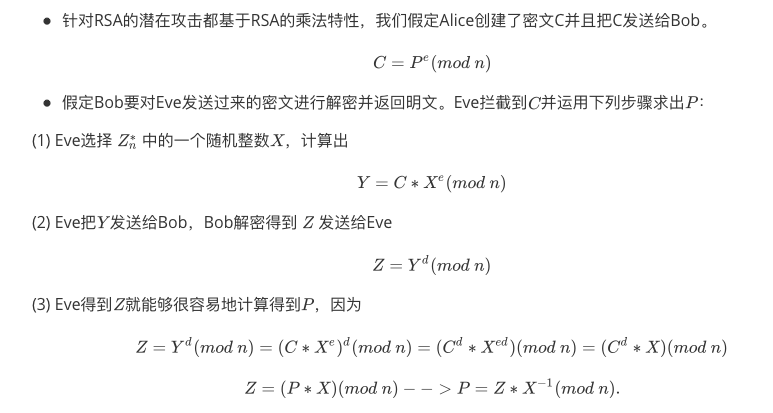 • 针对RSA的潜在攻击都基于RSA的乘法特性，我们假定Alice创建了密文C并且把C发送给Bob。
C = P^e(mod n)
• 假定Bob要对Eve发送过来的密文进行解密并返回明文。Eve拦截到C并运用下列步骤求出P：
(1) Eve选择 Z_n^* 中的一个随机整数X，计算出
Y = C * X^e(mod n)
(2) Eve把Y发送给Bob，Bob解密得到 Z 发送给Eve
Z = Y^d(mod n)
(3) Eve得到Z就能够很容易地计算得到P，因为
Z = Y^d(mod n) = (C * X^e)^d(mod n) = (C^d * X^{ed})(mod n) = (C^d * X)(mod n)
Z = (P * X)(mod n) − − > P = Z * X^{−1}(mod n).